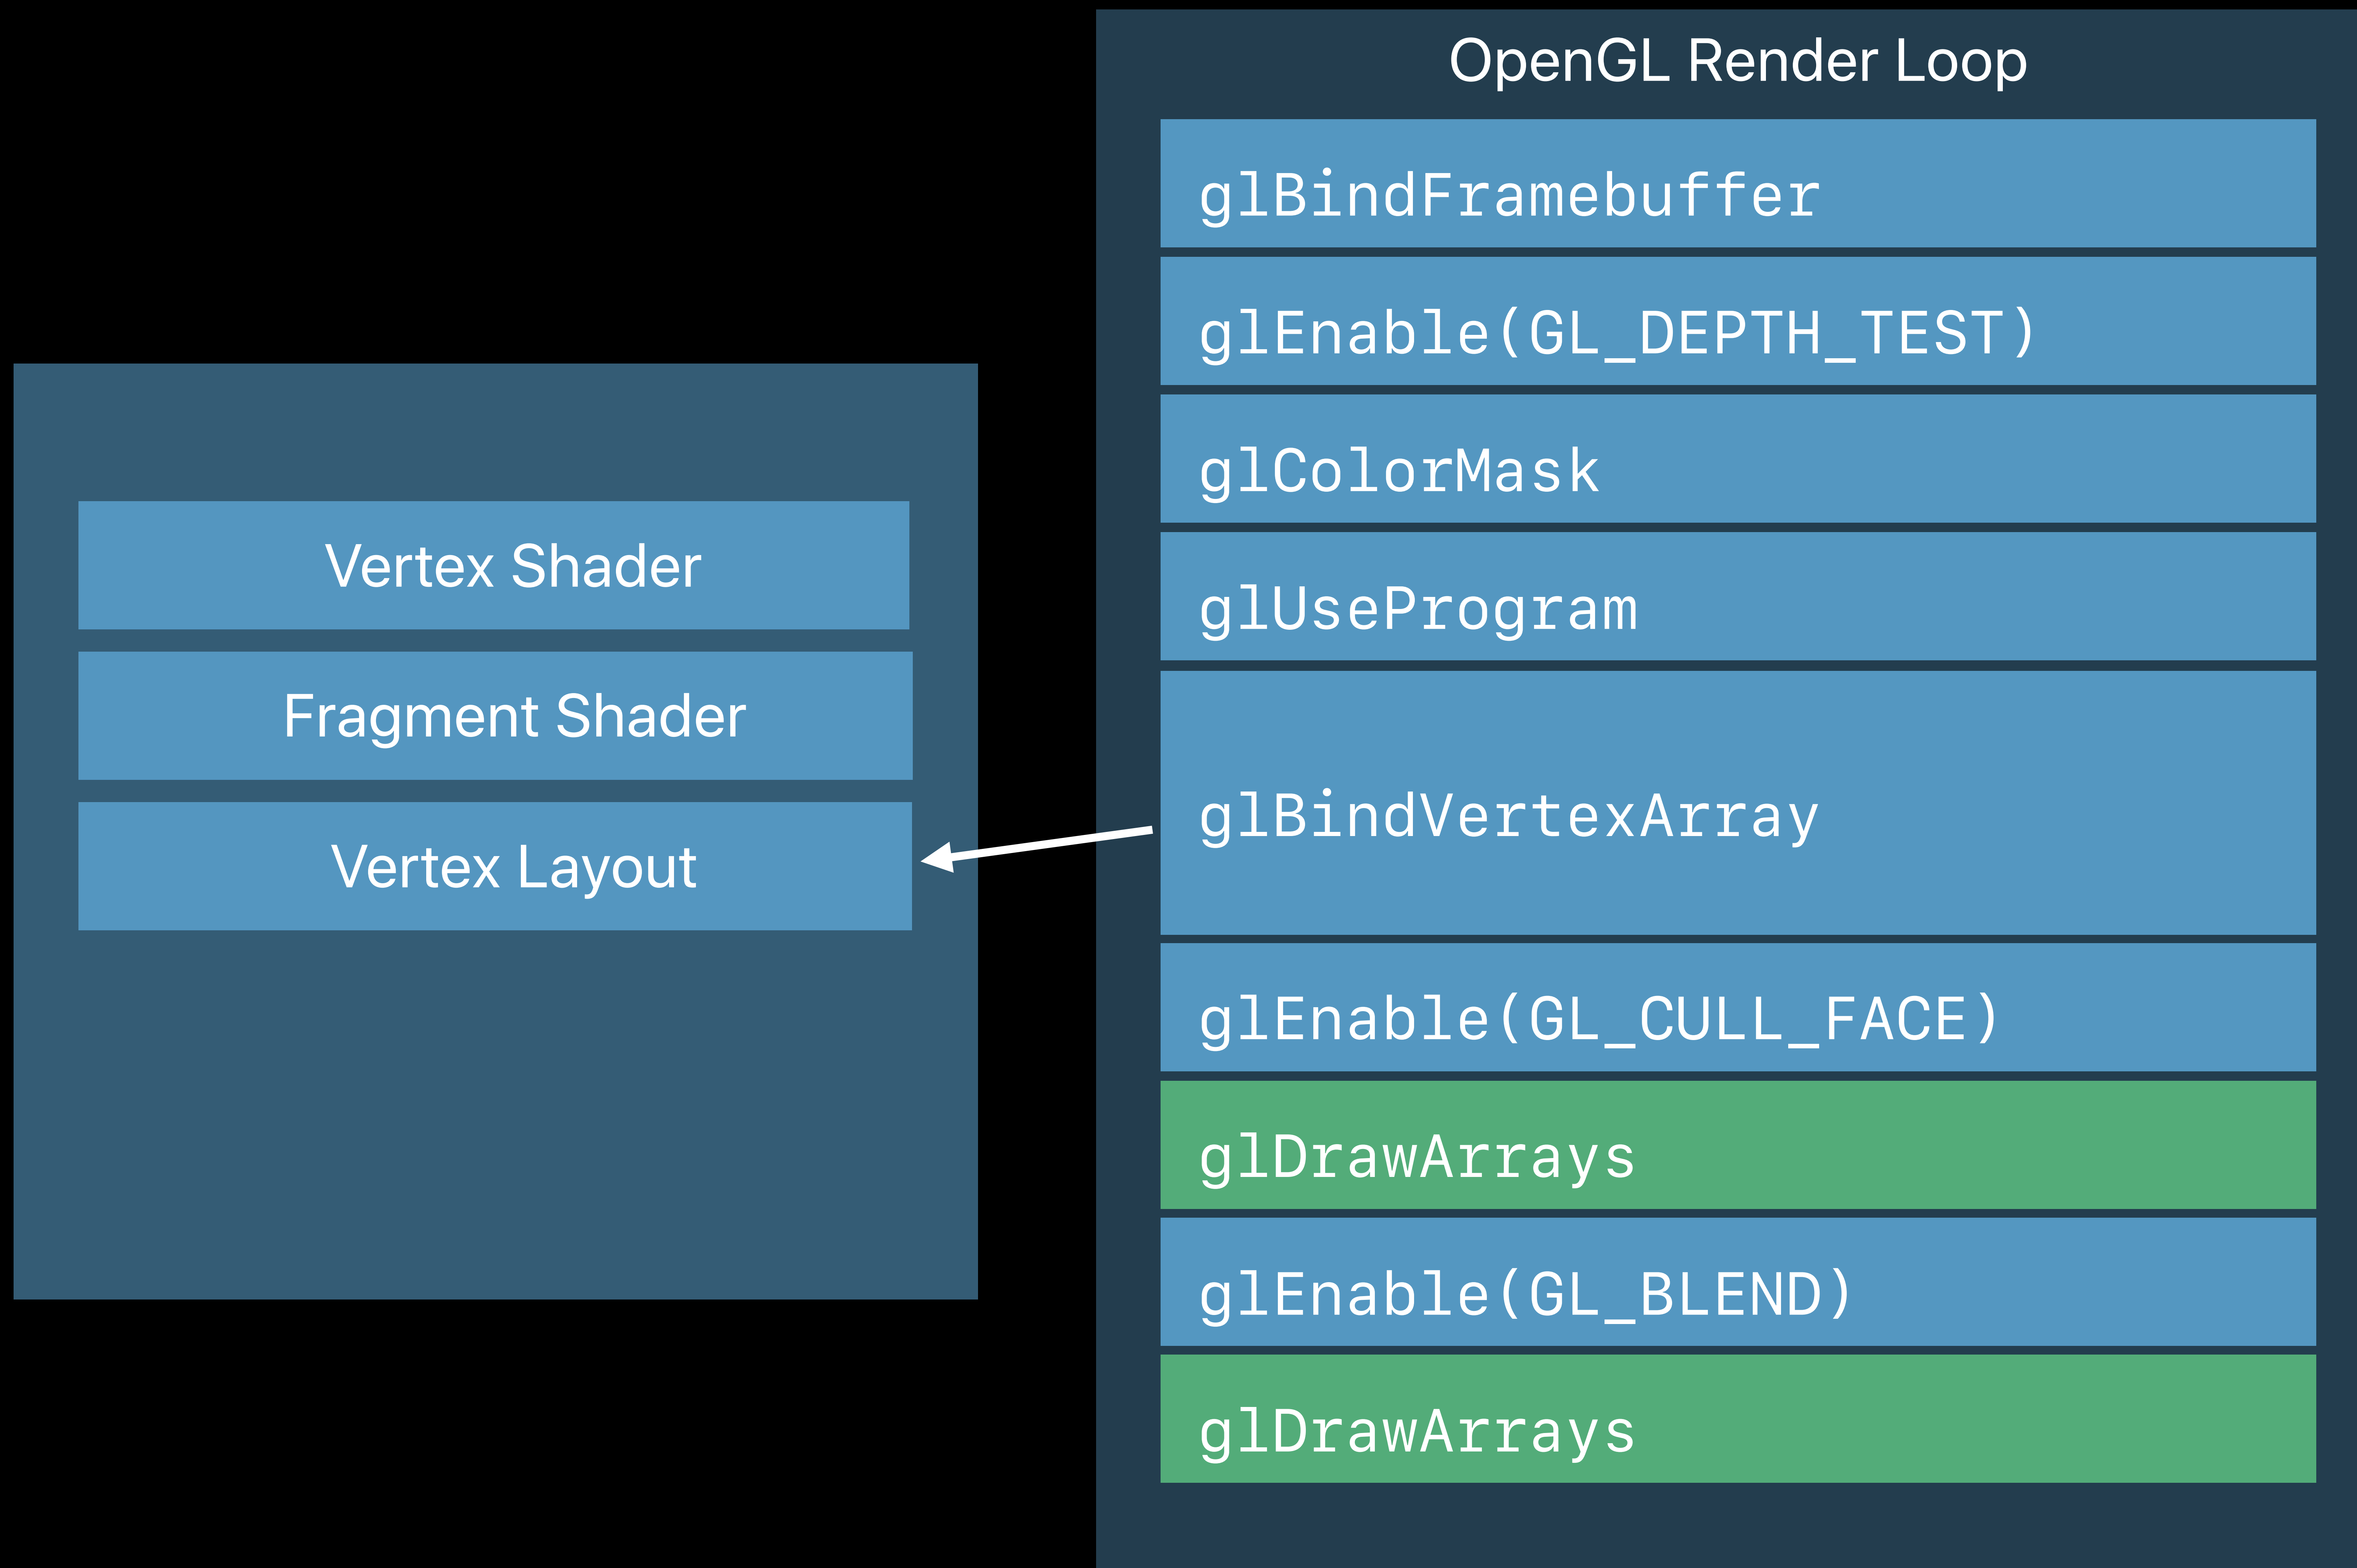 Vertex Shader
Fragment Shader
Vertex Layout
OpenGL Render Loop
glBindFramebuffer
glEnable(GL_DEPTH_TEST)
glColorMask
glUseProgram
glBindVertexArray
glEnable(GL_CULL_FACE)
glDrawArrays
glEnable(GL_BLEND)
glDrawArrays